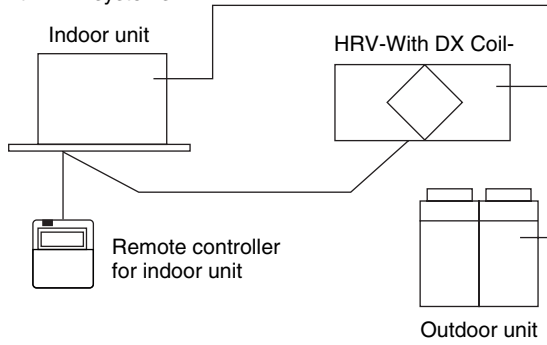 Indoor unit
HRV-With DX Coil-
Remote controller
for indoor unit
Outdoor unit